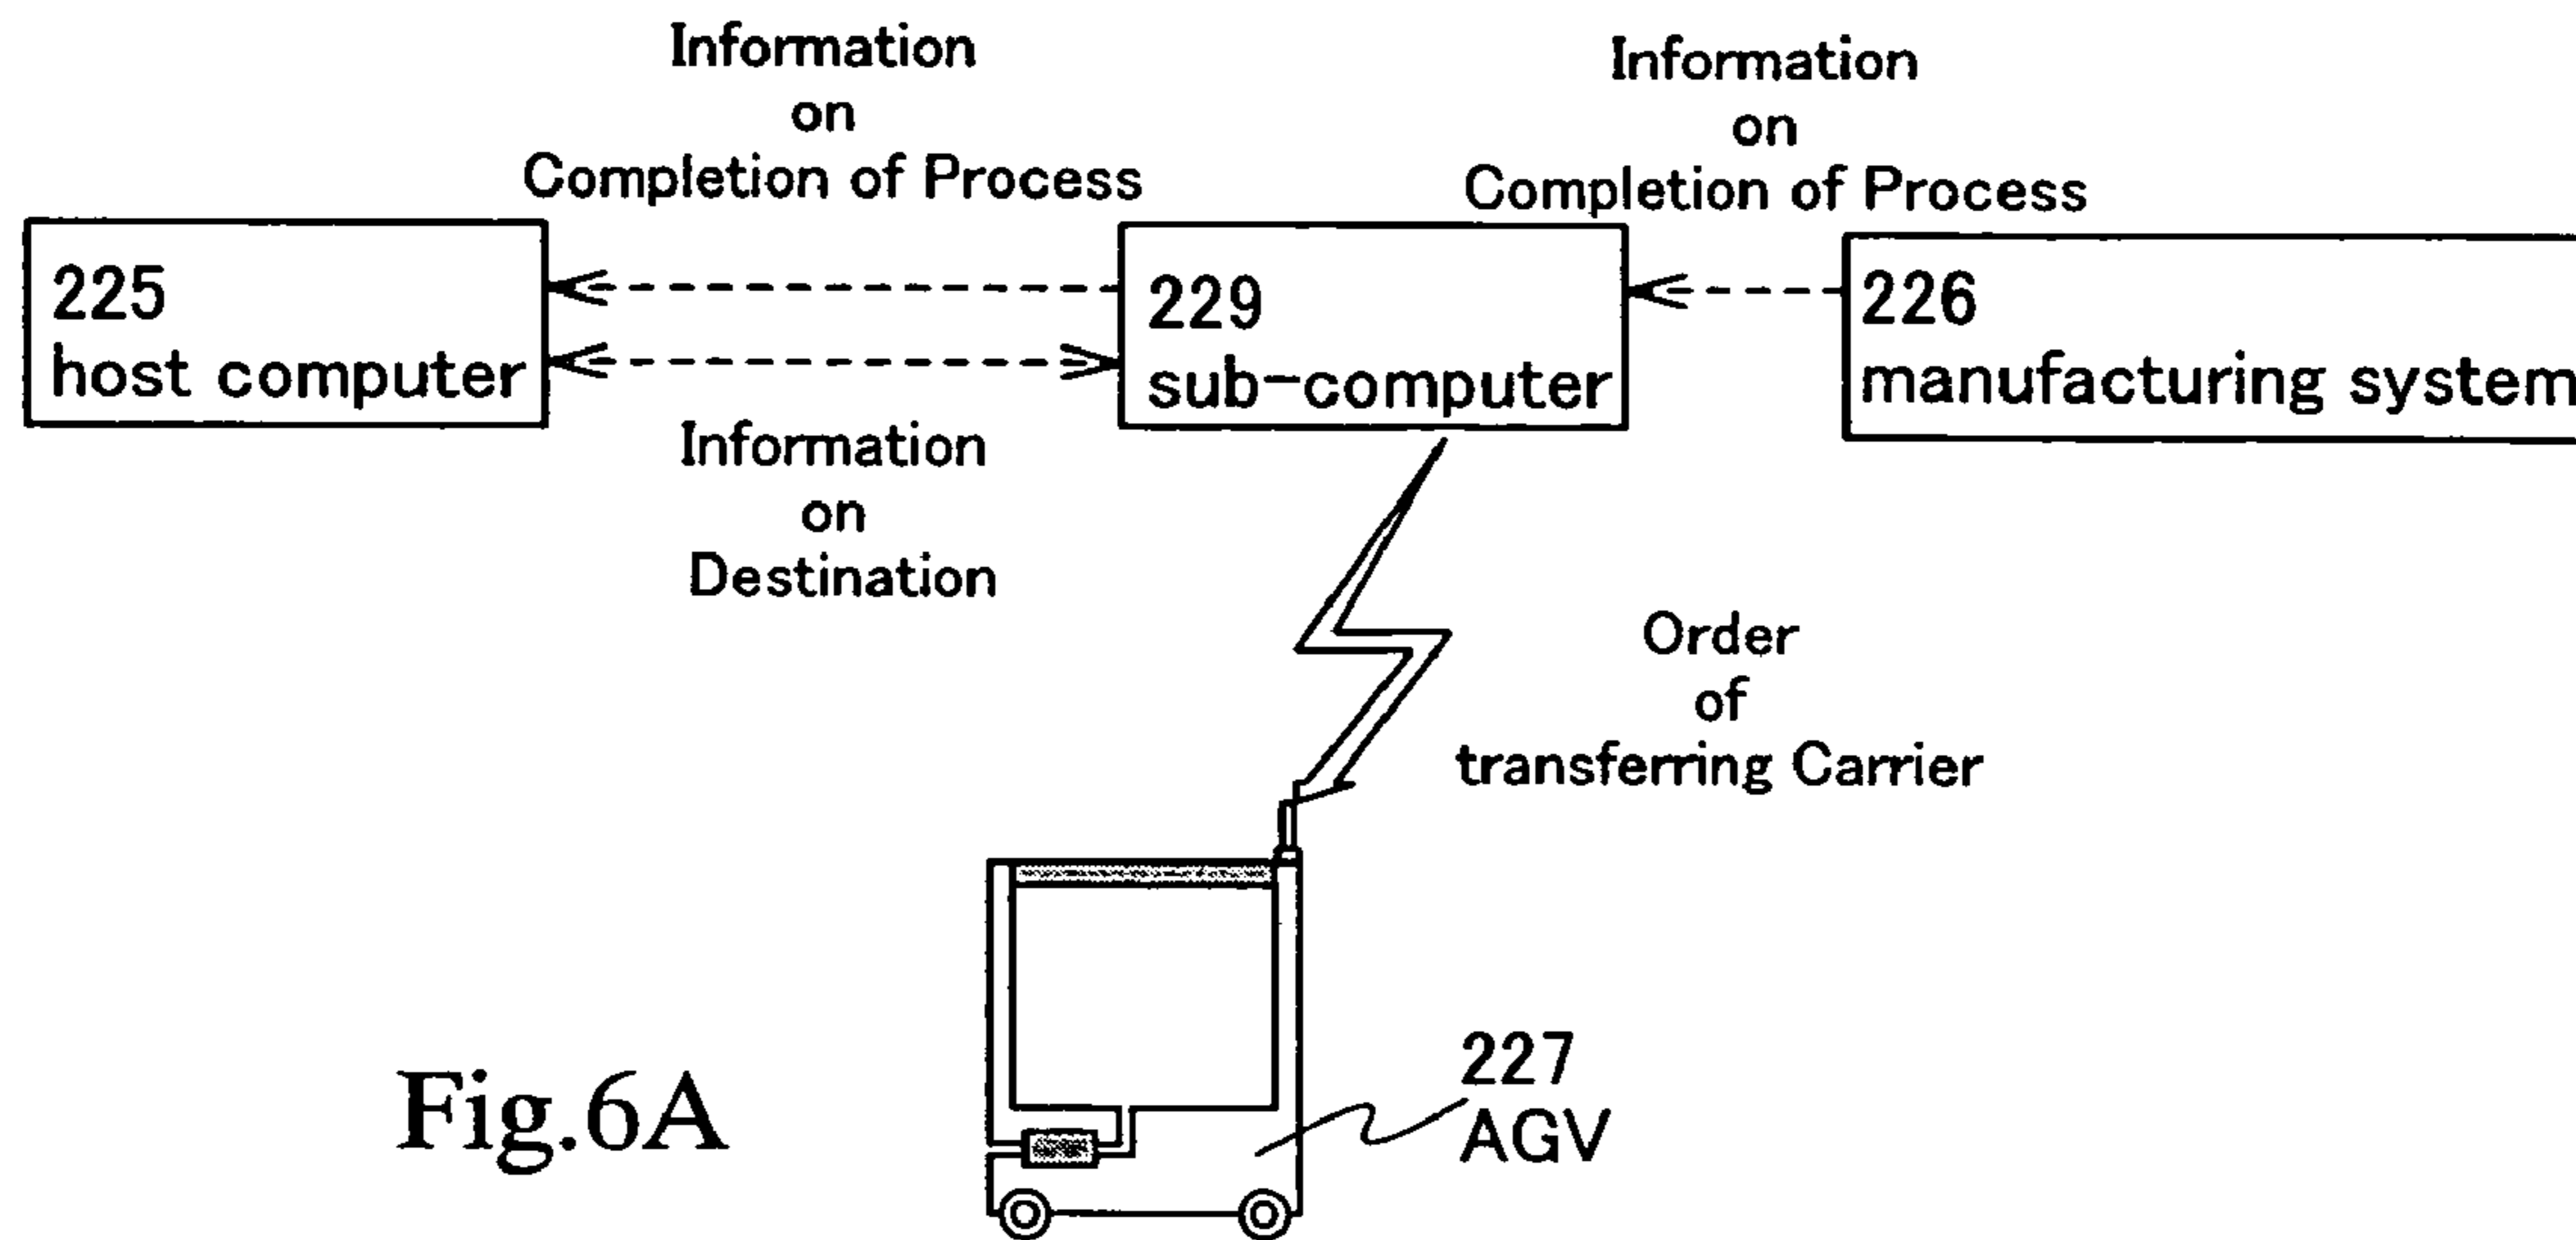 Information
on
Completion of Process
Information
on
Completion of Process
225
host computer
229
sub-computer
226
manufacturing system
Information
on
Destination
Order
of
transferring Carrier
227
AGV
Fig.6A